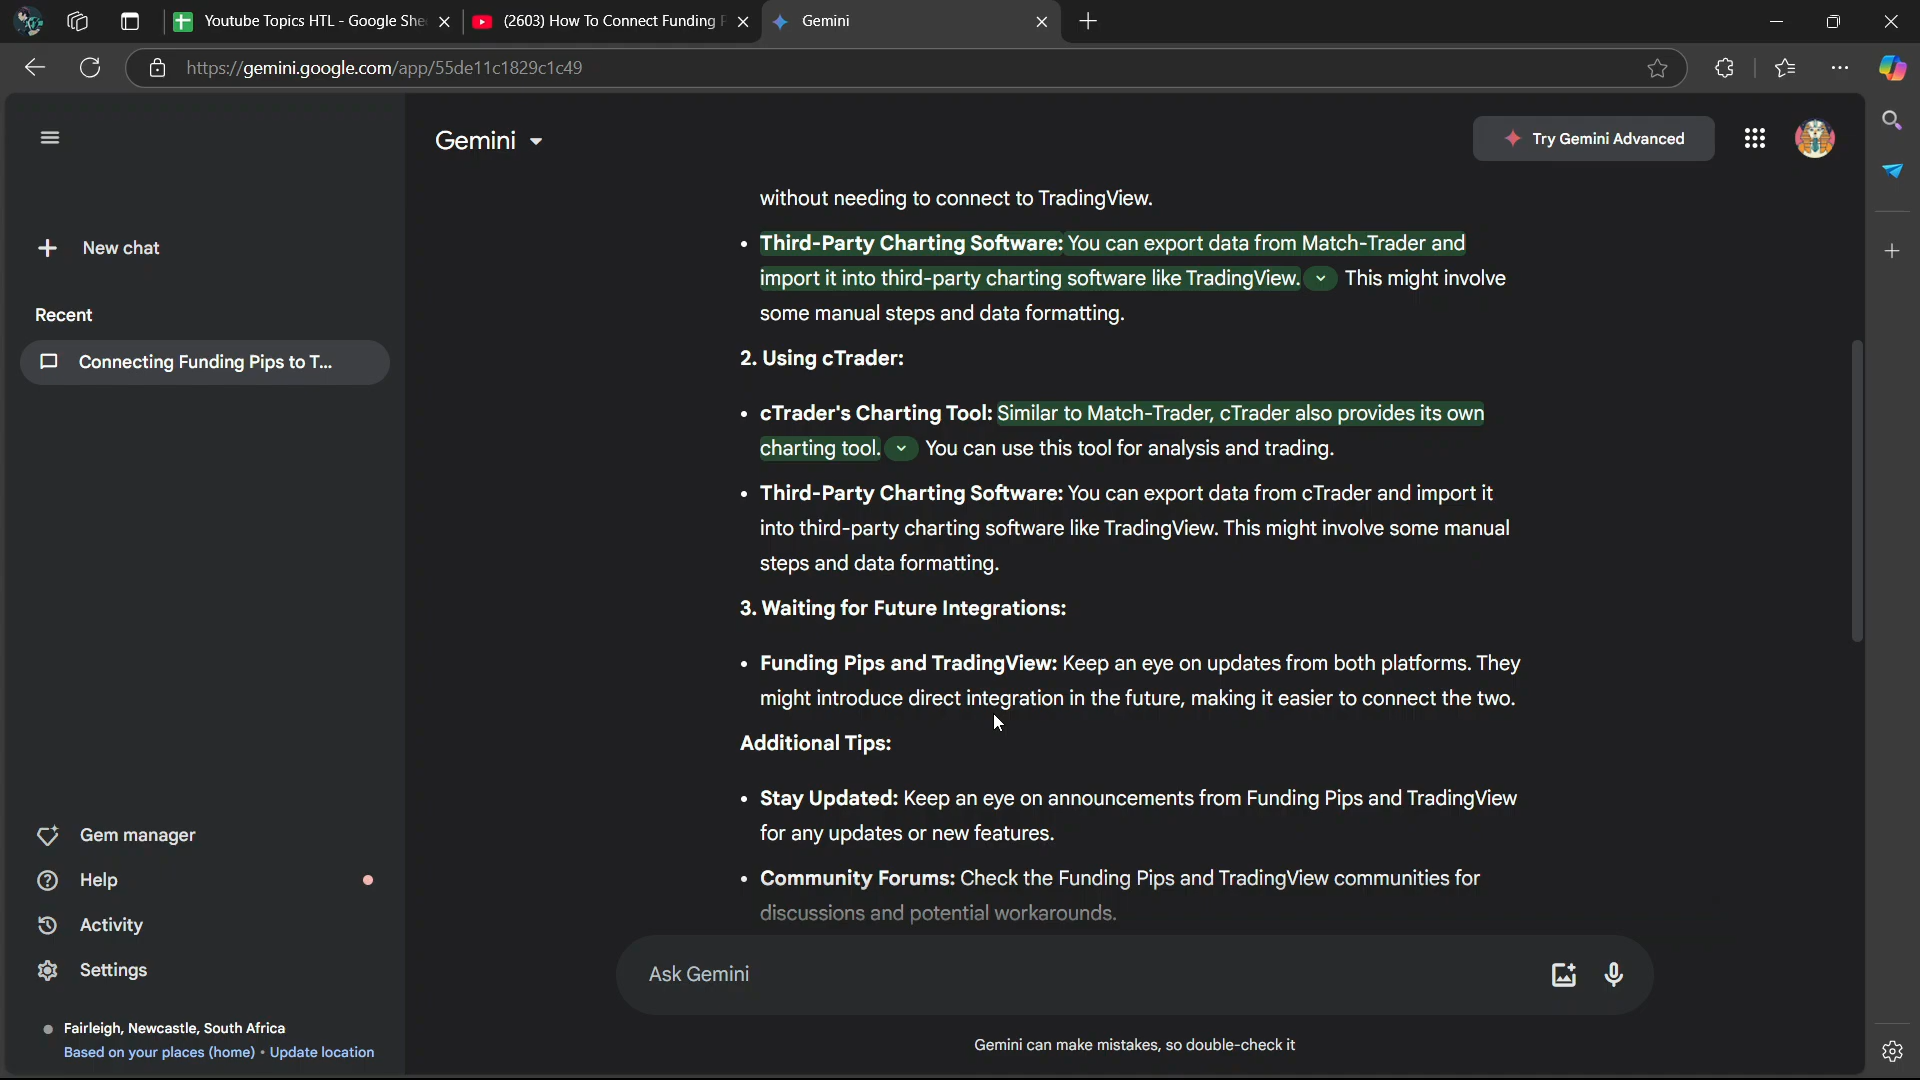 Youtube Topics HTL - Google She
(2603) How To Connect Funding P
Gemini
https://gemini.google.com/app/55de11c1829c1c49
Gemini
Try Gemini Advanced
New chat
Recent
Connecting Funding Pips to T...
without needing to connect to TradingView.
• Third-Party Charting Software: You can export data from Match-Trader and
import it into third-party charting software like TradingView. This might involve
some manual steps and data formatting.
2. Using cTrader:
• cTrader's Charting Tool: Similar to Match-Trader, cTrader also provides its own
charting tool. You can use this tool for analysis and trading.
• Third-Party Charting Software: You can export data from cTrader and import it
into third-party charting software like TradingView. This might involve some manual
steps and data formatting.
3. Waiting for Future Integrations:
• Funding Pips and TradingView: Keep an eye on updates from both platforms. They
might introduce direct integration in the future, making it easier to connect the two.
Additional Tips:
• Stay Updated: Keep an eye on announcements from Funding Pips and TradingView
for any updates or new features.
• Community Forums: Check the Funding Pips and TradingView communities for
discussions and potential workarounds.
Gem manager
Help
Activity
Settings
Fairleigh, Newcastle, South Africa
Based on your places (home) • Update location
Ask Gemini
Gemini can make mistakes, so double-check it